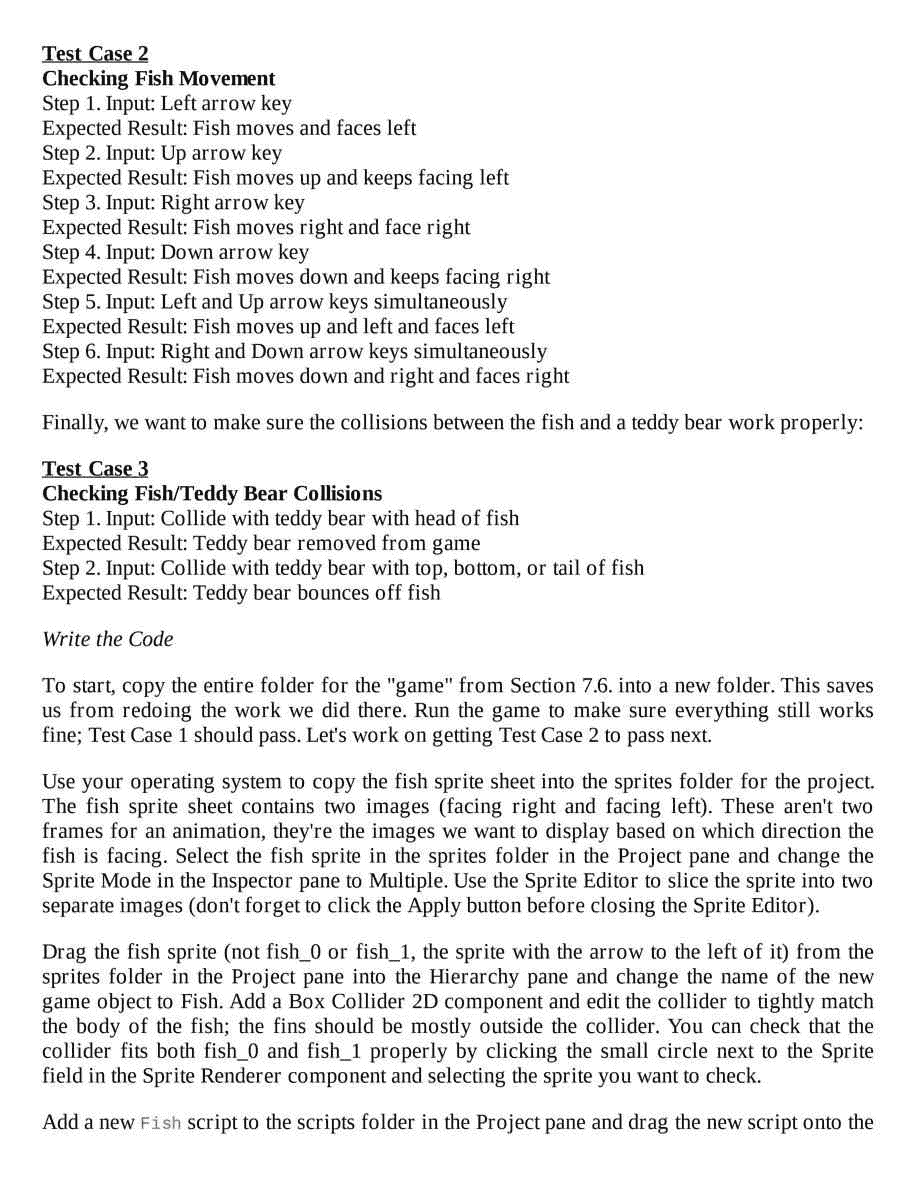 Test Case 2
Checking Fish Movement
Step 1. Input: Left arrow key
Expected Result: Fish moves and faces left
Step 2. Input: Up arrow key
Expected Result: Fish moves up and keeps facing left
Step 3. Input: Right arrow key
Expected Result: Fish moves right and face right
Step 4. Input: Down arrow key
Expected Result: Fish moves down and keeps facing right
Step 5. Input: Left and Up arrow keys simultaneously
Expected Result: Fish moves up and left and faces left
Step 6. Input: Right and Down arrow keys simultaneously
Expected Result: Fish moves down and right and faces right
Finally, we want to make sure the collisions between the fish and a teddy bear work properly:
Test Case 3
Checking Fish/Teddy Bear Collisions
Step 1. Input: Collide with teddy bear with head of fish
Expected Result: Teddy bear removed from game
Step 2. Input: Collide with teddy bear with top, bottom, or tail of fish
Expected Result: Teddy bear bounces off fish
Write the Code
To start, copy the entire folder for the "game" from Section 7.6. into a new folder. This saves
us from redoing the work we did there. Run the game to make sure everything still works
fine; Test Case 1 should pass. Let's work on getting Test Case 2 to pass next.
Use your operating system to copy the fish sprite sheet into the sprites folder for the project.
The fish sprite sheet contains two images (facing right and facing left). These aren't two
frames for an animation, they're the images we want to display based on which direction the
fish is facing. Select the fish sprite in the sprites folder in the Project pane and change the
Sprite Mode in the Inspector pane to Multiple. Use the Sprite Editor to slice the sprite into two
separate images (don't forget to click the Apply button before closing the Sprite Editor).
Drag the fish sprite (not fish_0 or fish_1, the sprite with the arrow to the left of it) from the
sprites folder in the Project pane into the Hierarchy pane and change the name of the new
game object to Fish. Add a Box Collider 2D component and edit the collider to tightly match
the body of the fish; the fins should be mostly outside the collider. You can check that the
collider fits both fish_0 and fish_1 properly by clicking the small circle next to the Sprite
field in the Sprite Renderer component and selecting the sprite you want to check.
Add a new Fish script to the scripts folder in the Project pane and drag the new script onto the